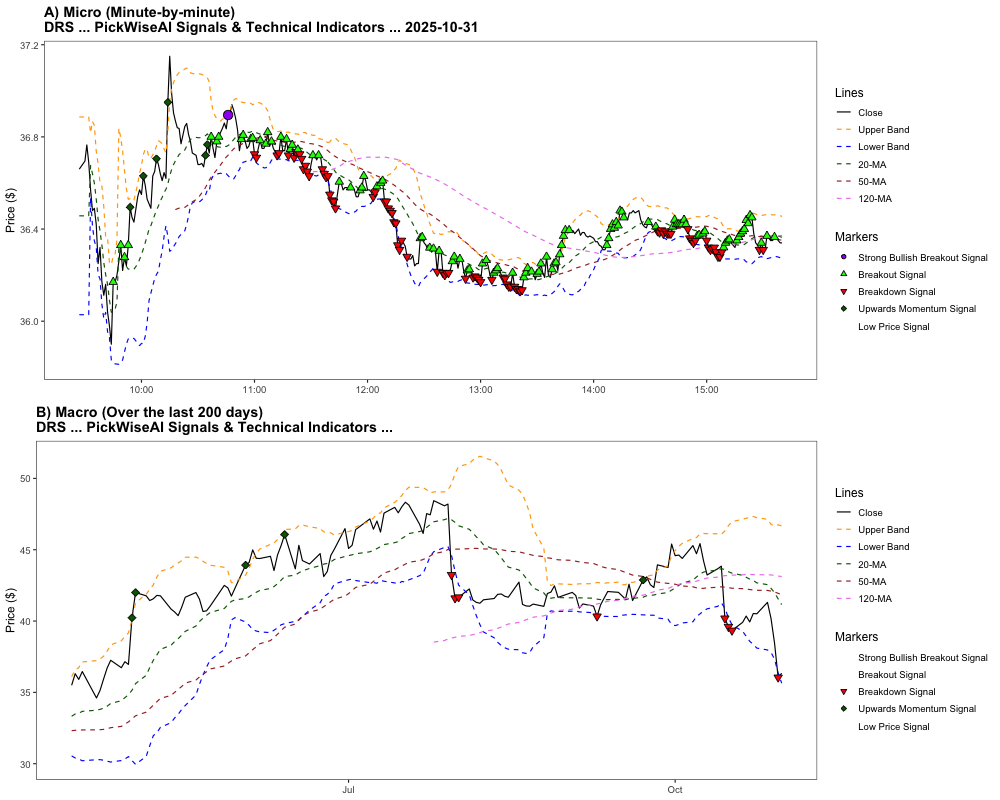 A) Micro (Minute-by-minute)
DRS ... PickWiseAI Signals & Technical Indicators ... 2025-10-31
37.2
36.8
36.4
36.0
Price ($)
10:00
11:00
12:00
13:00
14:00
15:00
Lines
Close
Upper Band
Lower Band
20-MA
50-MA
120-MA
Markers
Strong Bullish Breakout Signal
Breakout Signal
Breakdown Signal
Upwards Momentum Signal
Low Price Signal
B) Macro (Over the last 200 days)
DRS ... PickWiseAI Signals & Technical Indicators ...
50
45
40
35
30
Price ($)
Jul
Oct
Lines
Close
Upper Band
Lower Band
20-MA
50-MA
120-MA
Markers
Strong Bullish Breakout Signal
Breakout Signal
Breakdown Signal
Upwards Momentum Signal
Low Price Signal